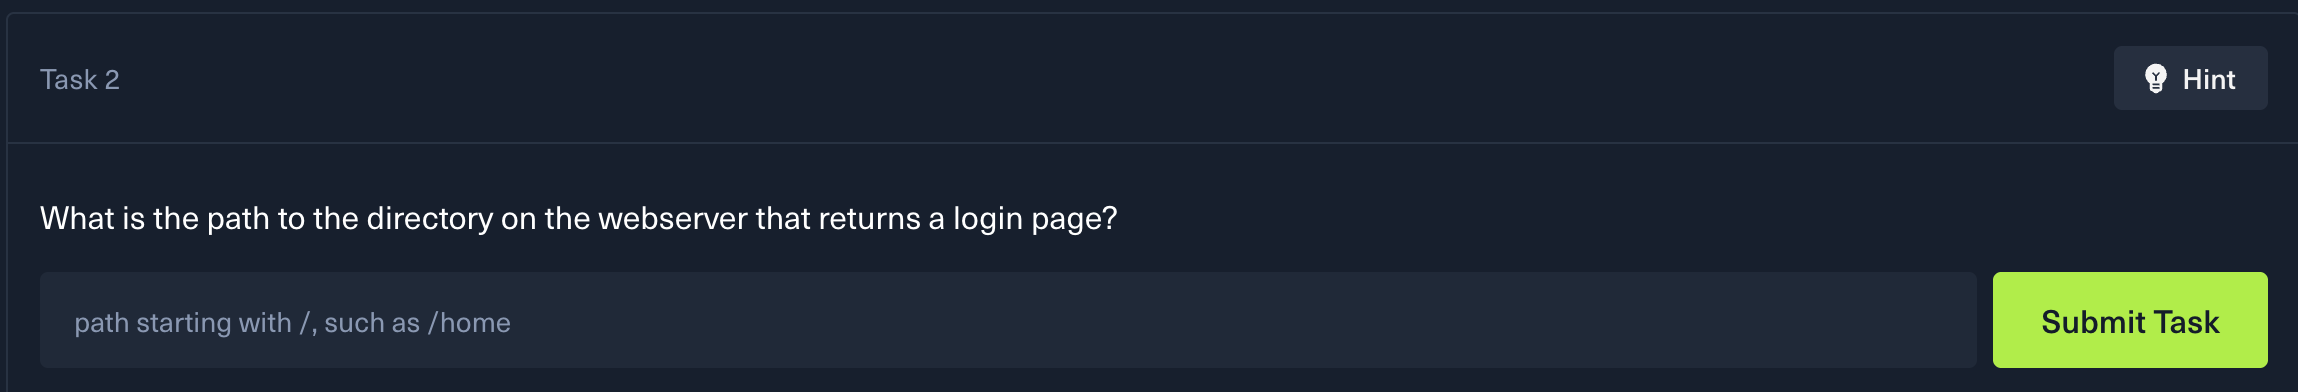 Task 2
Hint
What is the path to the directory on the webserver that returns a login page?
path starting with /, such as /home
Submit Task